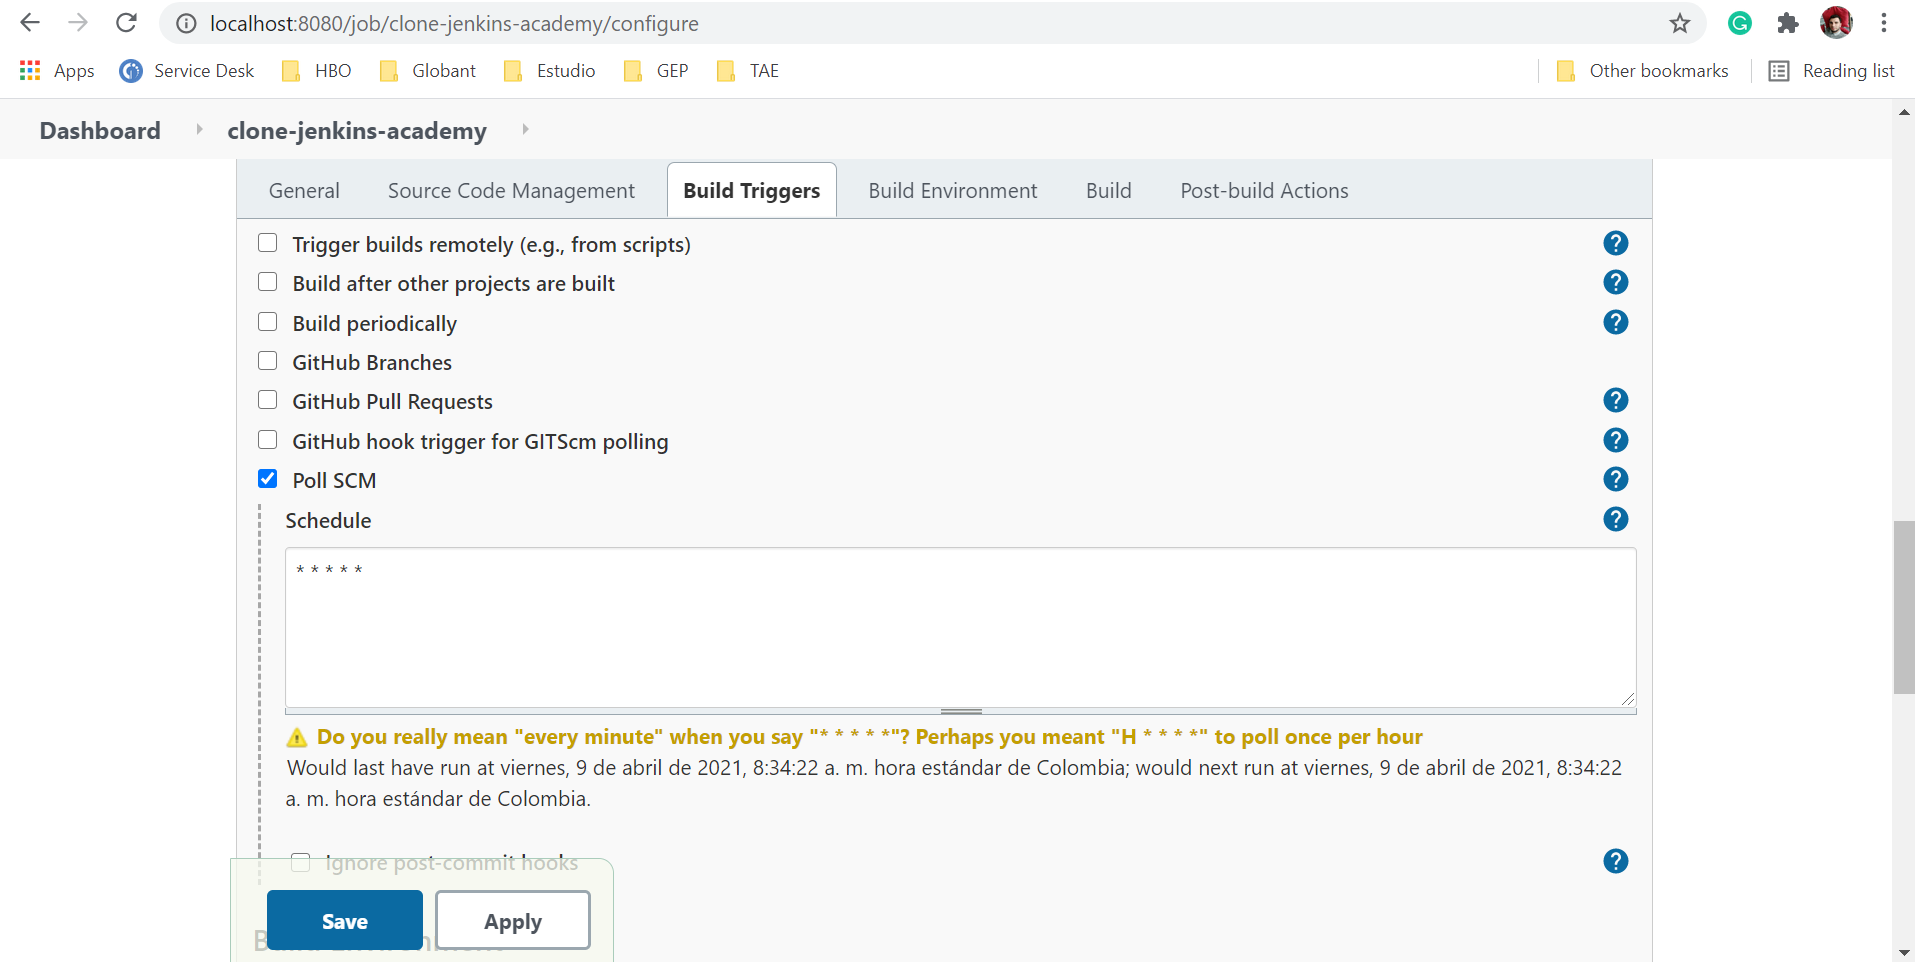 localhost:8080/job/clone-jenkins-academy/configure
Apps Service Desk HBO Globant Estudio GEP TAE Other bookmarks Reading list
Dashboard clone-jenkins-academy
General Source Code Management Build Triggers Build Environment Build Post-build Actions
Trigger builds remotely (e.g., from scripts)
Build after other projects are built
Build periodically
GitHub Branches
GitHub Pull Requests
GitHub hook trigger for GITScm polling
Poll SCM
Schedule
* * * * *
Do you really mean "every minute" when you say "* * * * *"? Perhaps you meant "H * * * *" to poll once per hour
Would last have run at viernes, 9 de abril de 2021, 8:34:22 a. m. hora estándar de Colombia; would next run at viernes, 9 de abril de 2021, 8:34:22
a. m. hora estándar de Colombia.
Ignore post-commit hooks
Save Apply